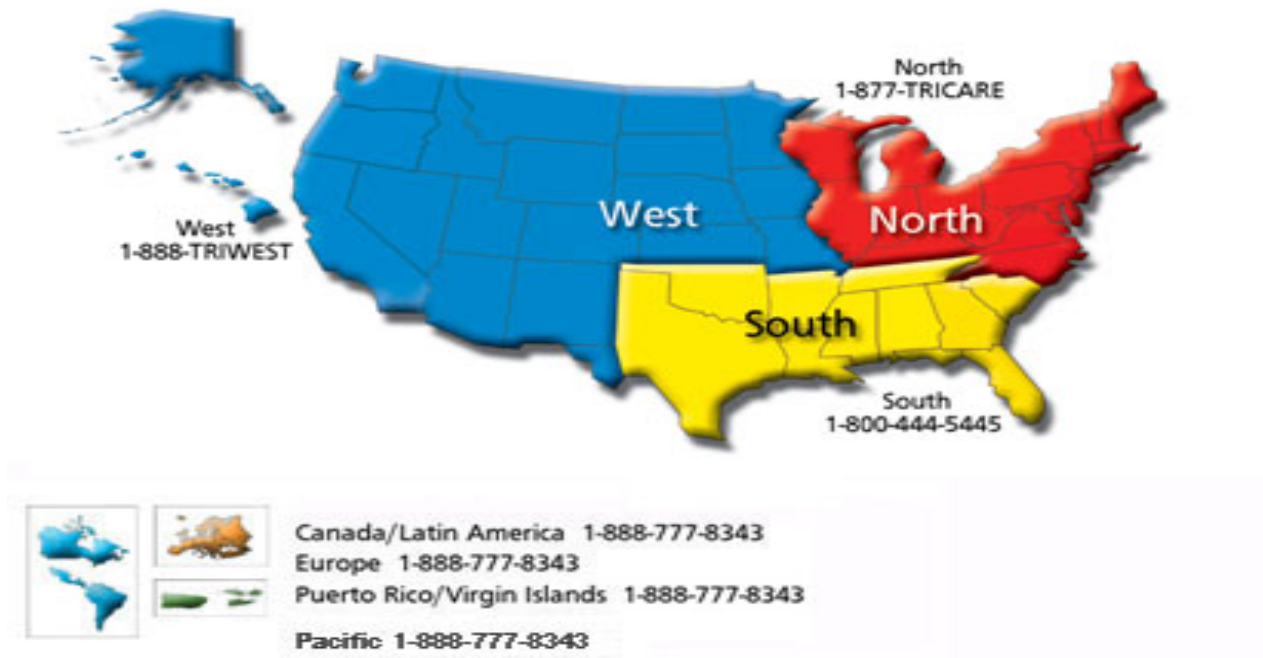 North
1-877-TRICARE
West
North
West
1-888-TRIWEST
South
South
1-800-444-5445
Canada/Latin America 1-888-777-8343
Europe 1-888-777-8343
Puerto Rico/Virgin Islands 1-888-777-8343
Pacific 1-888-777-8343